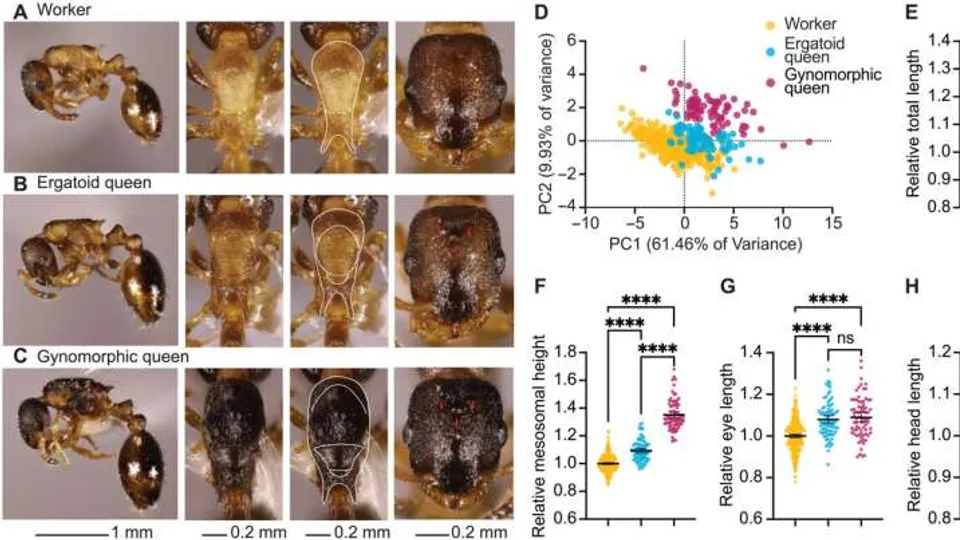 A Worker
B Ergatoid queen
C Gynomorphic queen
1 mm
0.2 mm
0.2 mm
0.2 mm
D
Worker
Ergatoid
queen
Gynomorphic
queen
PC2 (9.93% of variance)
6
4
2
0
−2
−4
−10
−5
0
5
10
15
PC1 (61.46% of Variance)
E
Relative total length
1.4
1.3
1.2
1.1
1.0
0.9
0.8
F
****
****
****
Relative mesosomal height
1.8
1.6
1.4
1.2
1.0
0.8
0.6
G
****
****
ns
Relative eye length
1.4
1.2
1.0
0.8
0.6
H
Relative head length
1.2
1.1
1.0
0.9
0.8